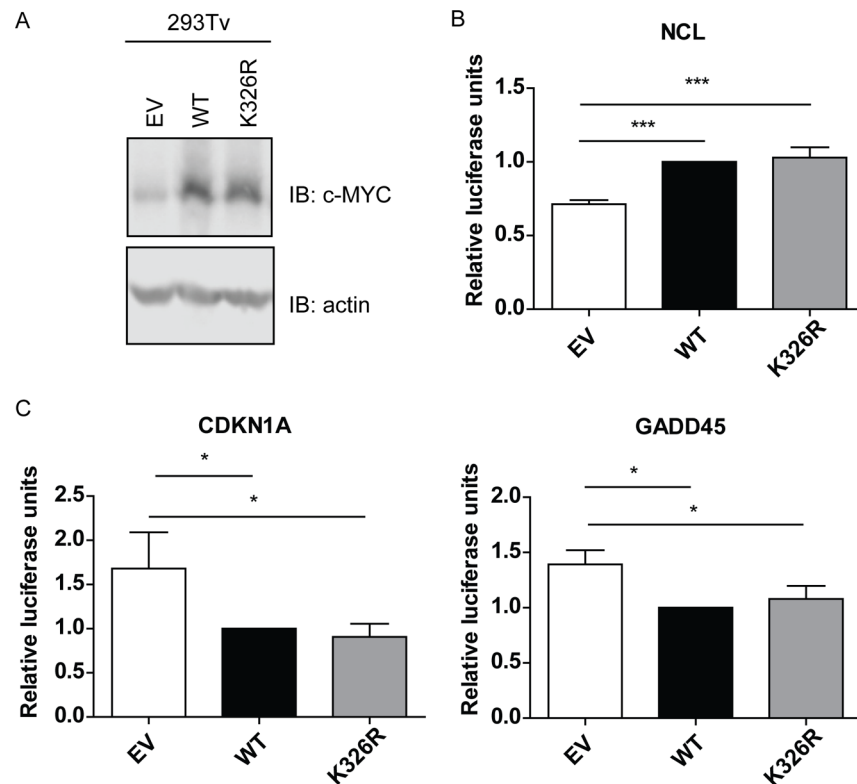 A
293Tv
EV
WT
K326R
IB: c-MYC
IB: actin
B
NCL
***
***
Relative luciferase units
1.5
1.0
0.5
0.0
EV
WT
K326R
C
CDKN1A
*
*
Relative luciferase units
2.5
2.0
1.5
1.0
0.5
0.0
EV
WT
K326R
GADD45
*
*
Relative luciferase units
2.0
1.5
1.0
0.5
0.0
EV
WT
K326R